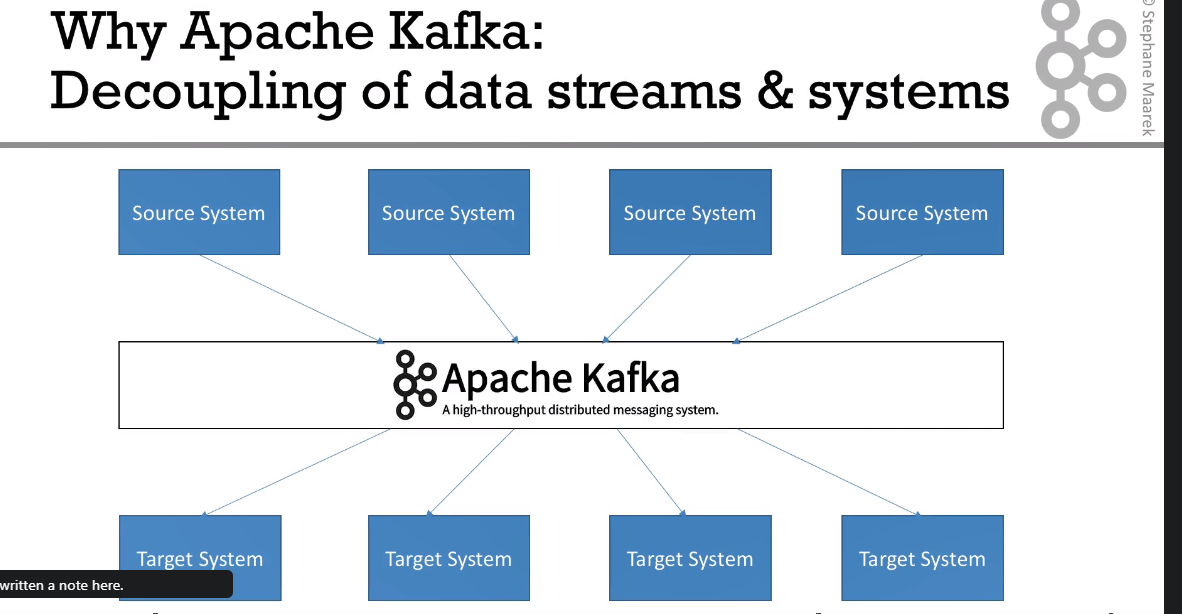 Why Apache Kafka:
Decoupling of data streams & systems
© Stephane Maarek
Source System
Source System
Source System
Source System
Apache Kafka
A high-throughput distributed messaging system.
Target System
Target System
Target System
Target System
written a note here.